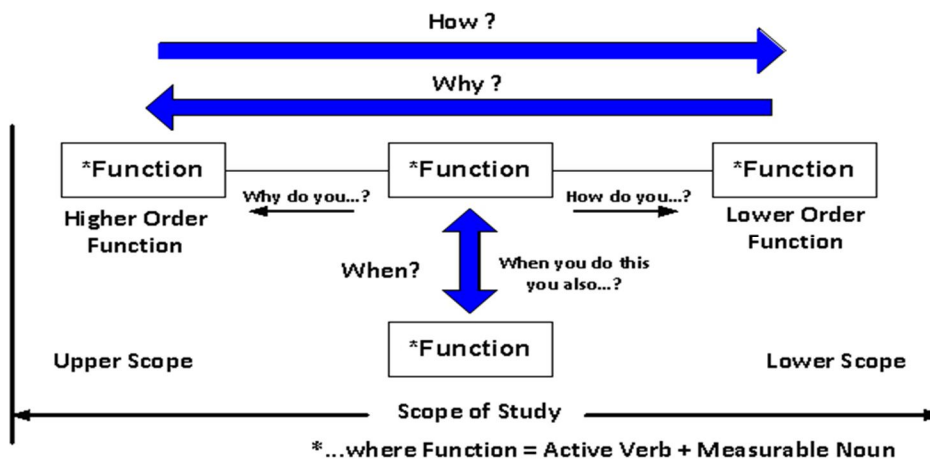 How ?
Why ?
*Function
*Function
*Function
Why do you...?
How do you...?
Higher Order
Function
Lower Order
Function
When?
When you do this
you also...?
*Function
Upper Scope
Lower Scope
Scope of Study
*...where Function = Active Verb + Measurable Noun